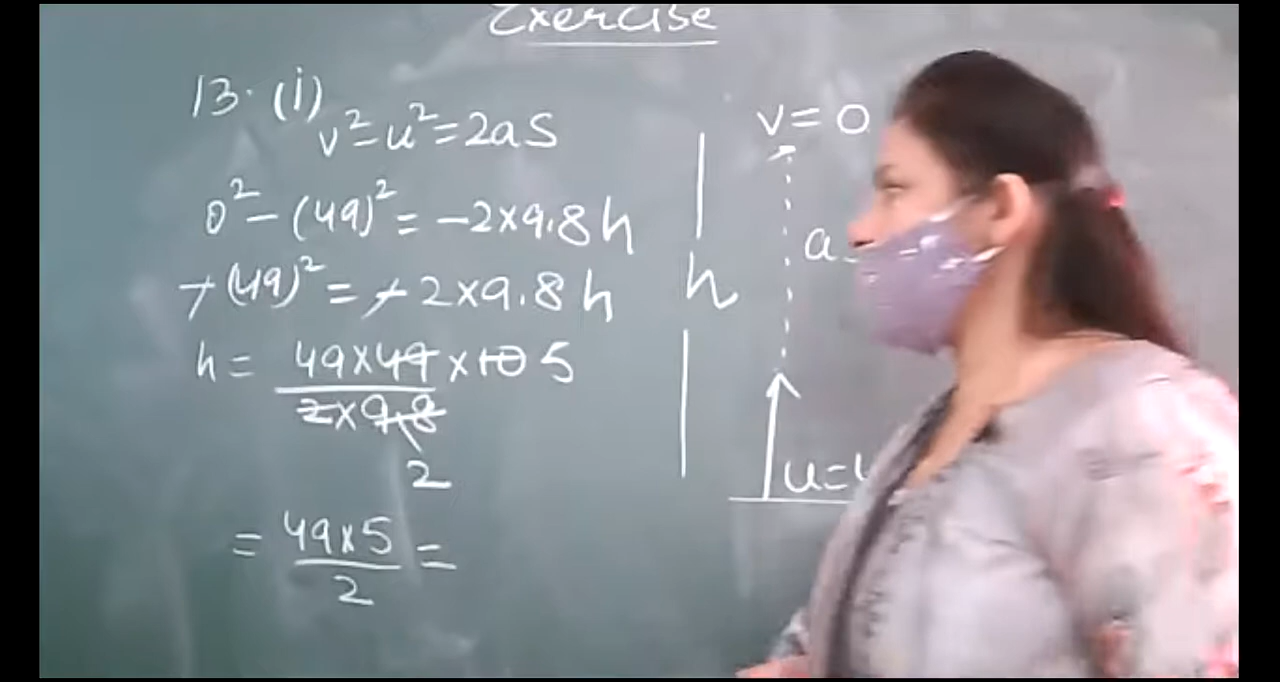 Exercise
13. (i)
v²=u²=2aS
0² - (49)² = -2×9.8h
-(49)² = -2×9.8h
h = 49×49×10 5
2×9.8
2
= 49×5 =
2
h
v=0
a
u=